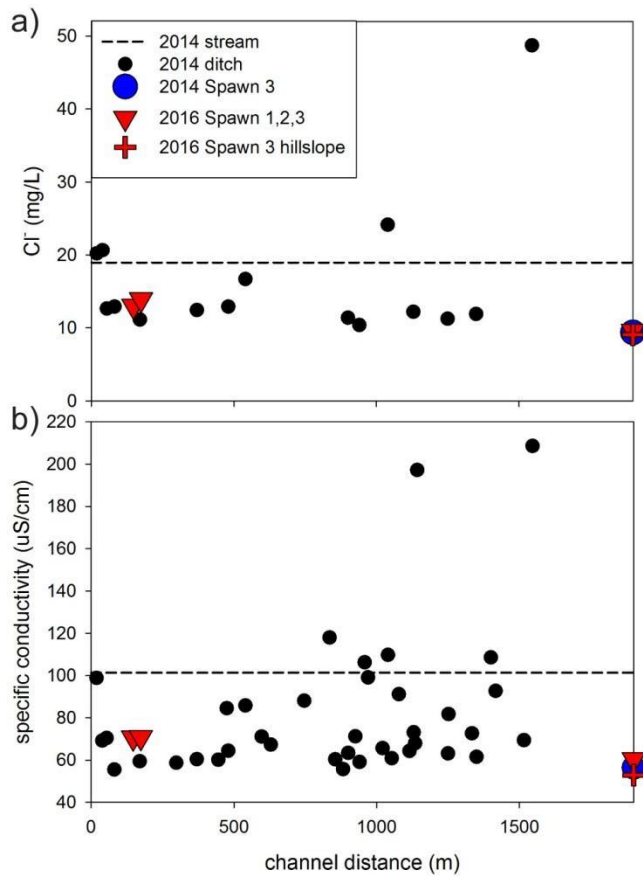 a)
50
40
30
20
10
0
Cl⁻ (mg/L)
2014 stream
2014 ditch
2014 Spawn 3
2016 Spawn 1,2,3
2016 Spawn 3 hillslope
b)
220
200
180
160
140
120
100
80
60
40
specific conductivity (uS/cm)
0 500 1000 1500
channel distance (m)